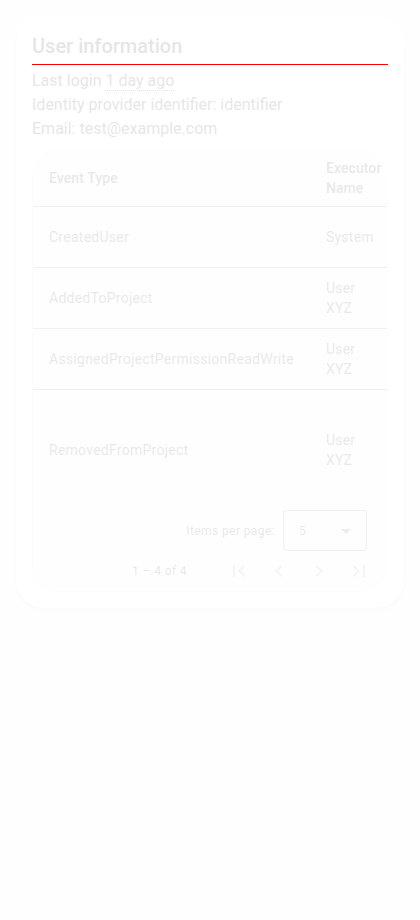 User information
Last login 1 day ago
Identity provider identifier: identifier
Email: test@example.com
Event Type
Executor
Name
CreatedUser
System
AddedToProject
User
XYZ
AssignedProjectPermissionReadWrite
User
XYZ
RemovedFromProject
User
XYZ
Items per page:
5
1 – 4 of 4